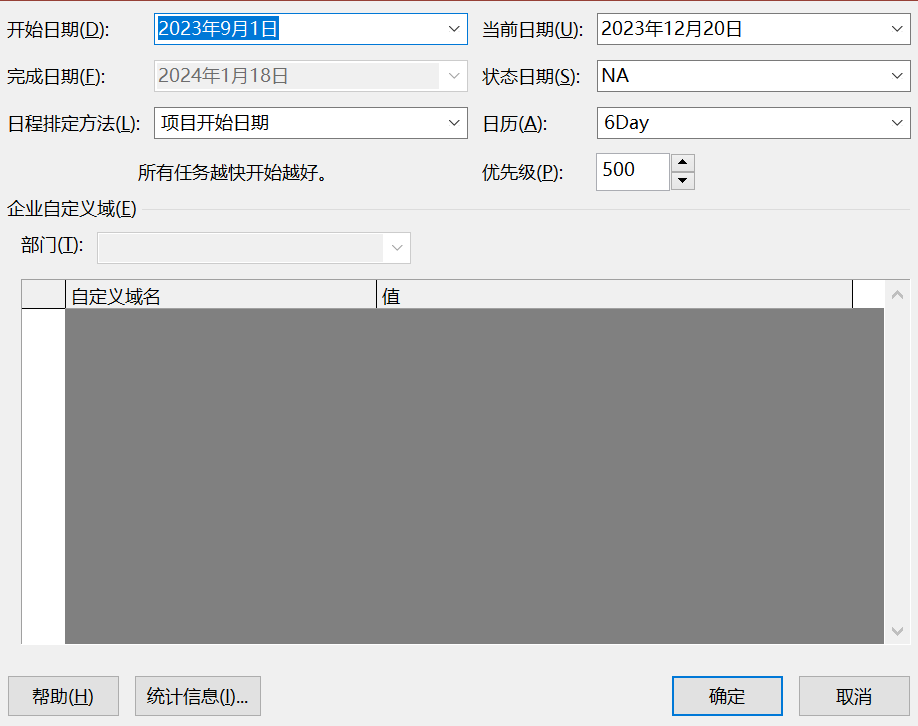 开始日期(D): 2023年9月1日 当前日期(U): 2023年12月20日
完成日期(F): 2024年1月18日 状态日期(S): NA
日程排定方法(L): 项目开始日期 日历(A): 6Day
所有任务越快开始越好。 优先级(P): 500
企业自定义域(E)
部门(T):
自定义域名 值
帮助(H) 统计信息(I)... 确定 取消